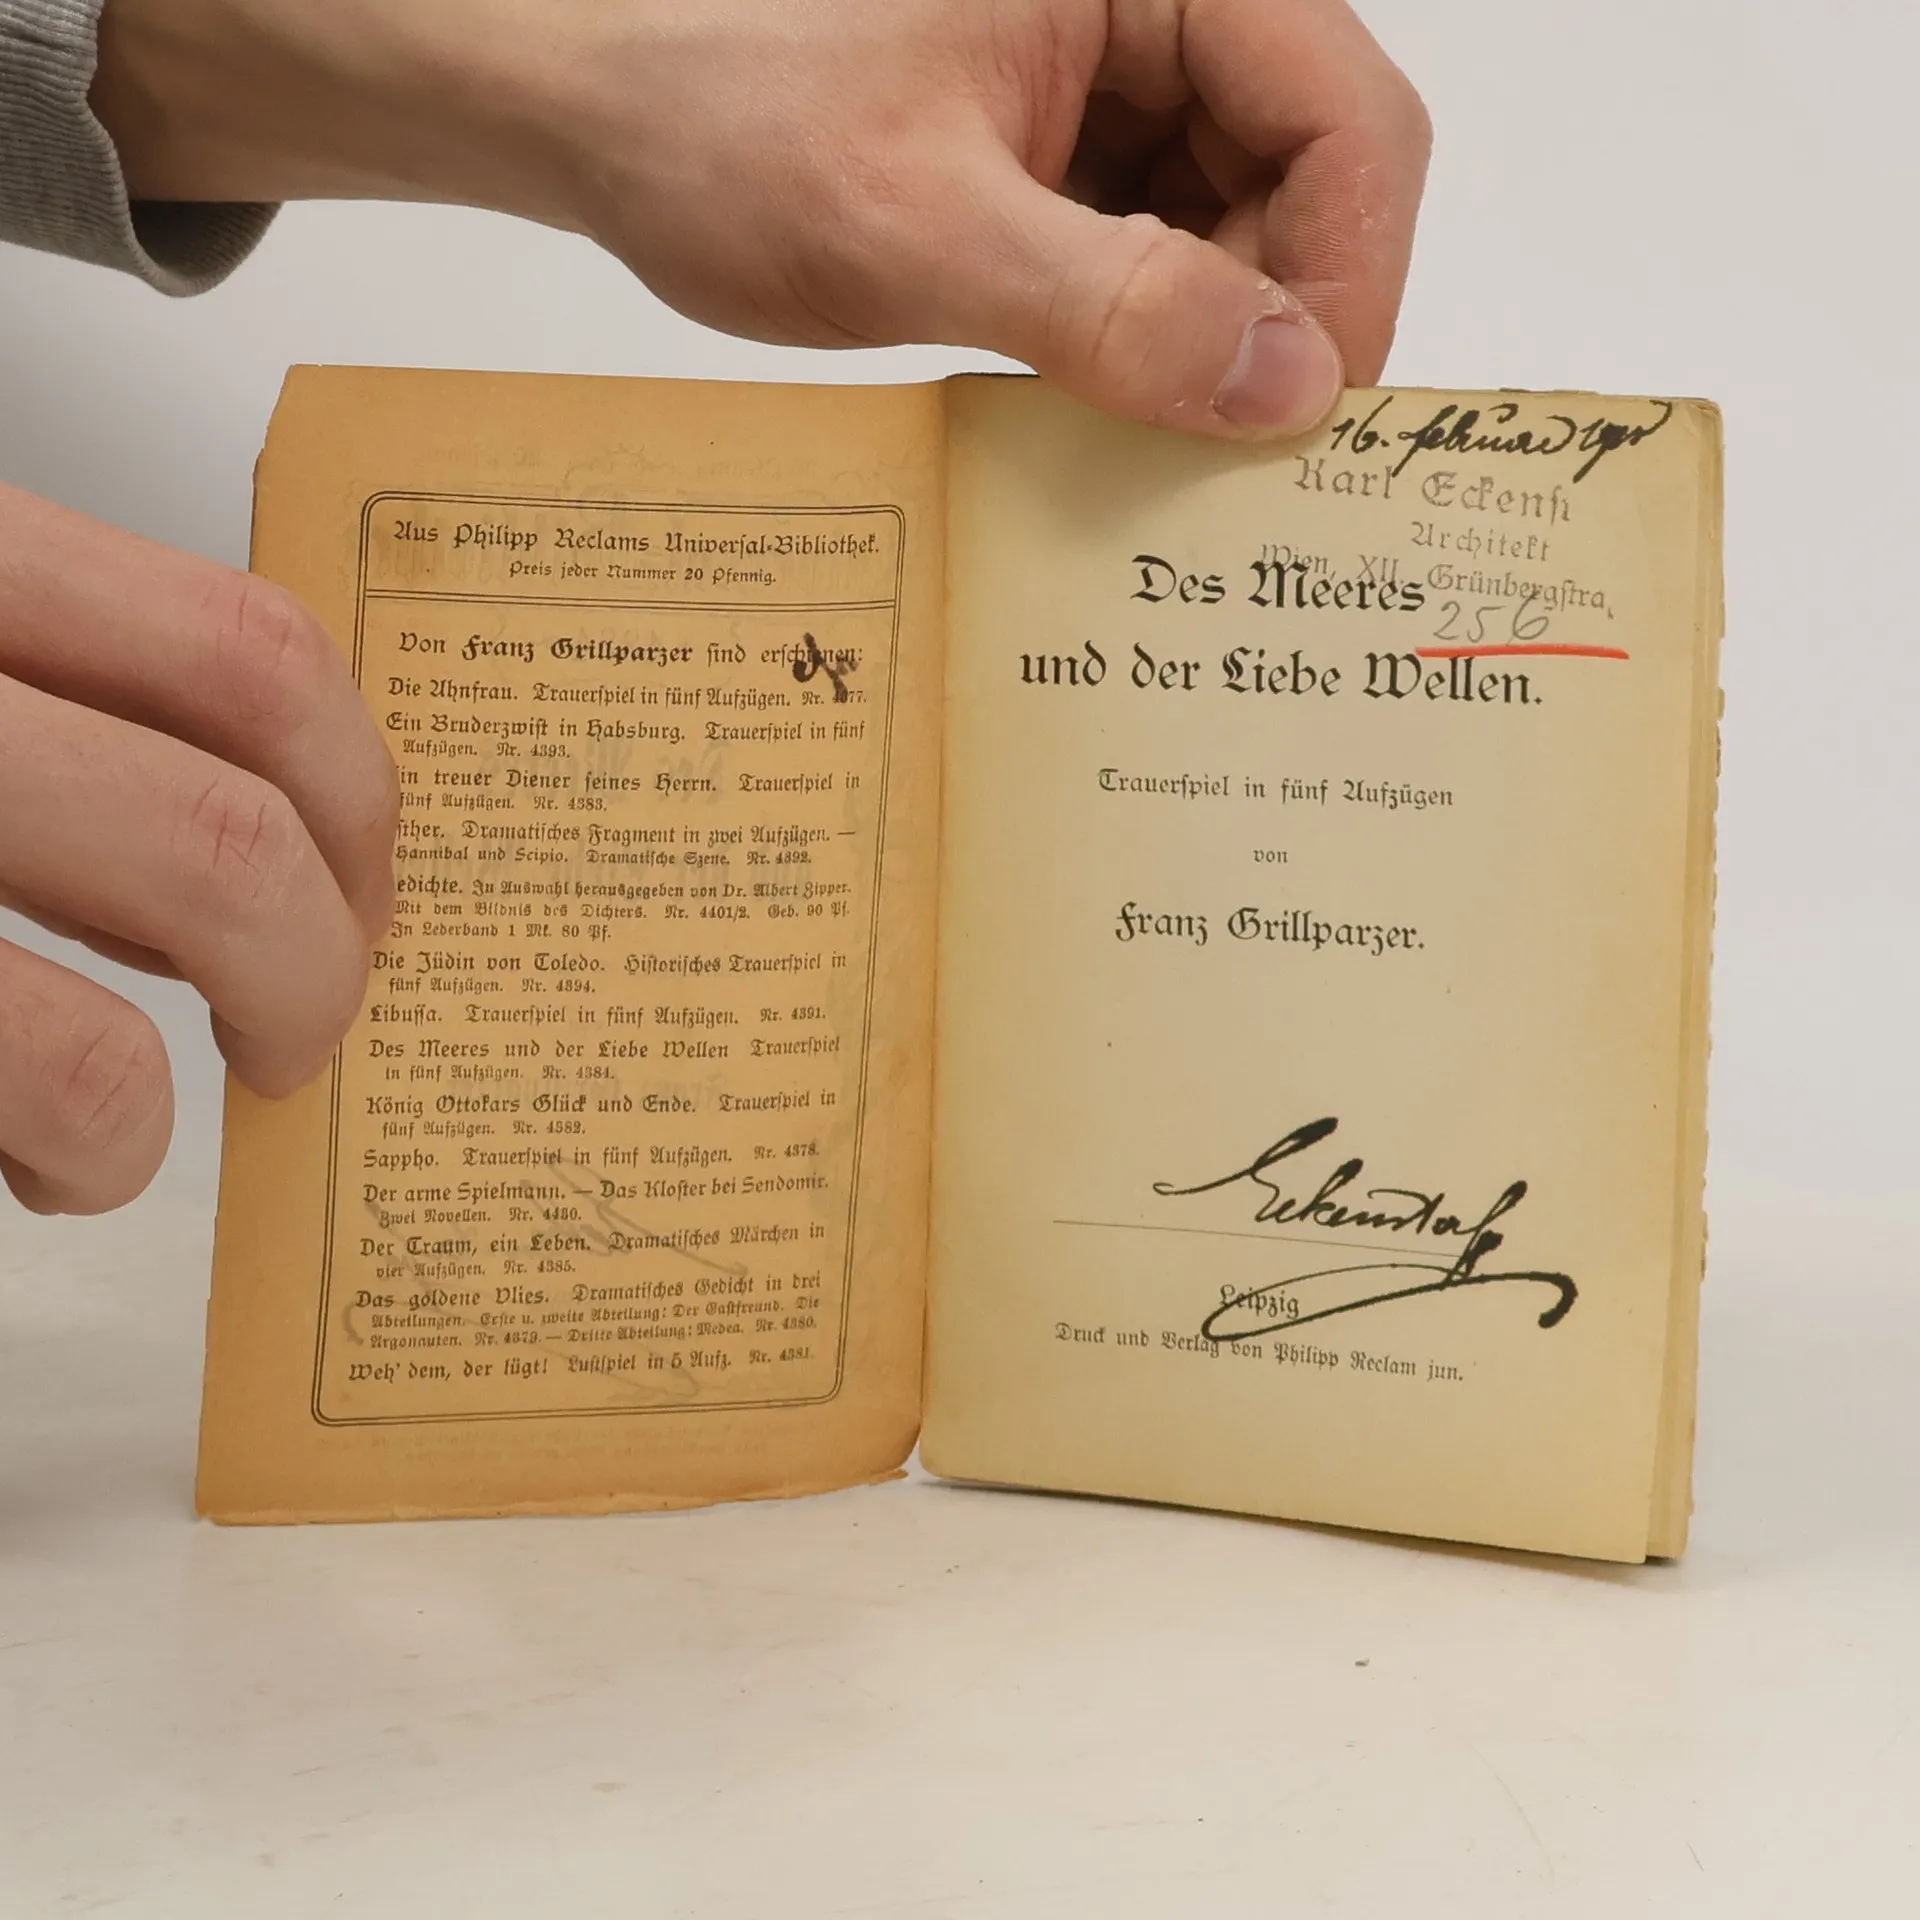 Aus Philipp Reclams Universal-Bibliothek.
Preis jeder Nummer 20 Pfennig.
Von Franz Grillparzer sind erschienen:
Die Ahnfrau. Trauerspiel in fünf Aufzügen. Nr. 4377.
Ein Bruderzwist in Habsburg. Trauerspiel in fünf
Aufzügen. Nr. 4393.
in treuer Diener seines Herrn. Trauerspiel in
fünf Aufzügen. Nr. 4383.
sther. Dramatisches Fragment in zwei Aufzügen. —
Hannibal und Scipio. Dramatische Szene. Nr. 4392.
edichte. In Auswahl herausgegeben von Dr. Albert Zipper.
Mit dem Bildnis des Dichters. Nr. 4401/2. Geb. 90 Pf.
In Lederband 1 Mk. 80 Pf.
Die Jüdin von Toledo. Historisches Trauerspiel in
fünf Aufzügen. Nr. 4394.
Libussa. Trauerspiel in fünf Aufzügen. Nr. 4391.
Des Meeres und der Liebe Wellen Trauerspiel
in fünf Aufzügen. Nr. 4384.
König Ottokars Glück und Ende. Trauerspiel in
fünf Aufzügen. Nr. 4382.
Sappho. Trauerspiel in fünf Aufzügen. Nr. 4378.
Der arme Spielmann. — Das Kloster bei Sendomir.
Zwei Novellen. Nr. 4430.
Der Traum, ein Leben. Dramatisches Märchen in
vier Aufzügen. Nr. 4385.
Das goldene Vlies. Dramatisches Gedicht in drei
Abteilungen. Erste u. zweite Abteilung: Der Gastfreund. Die
Argonauten. Nr. 4379. — Dritte Abteilung: Medea. Nr. 4380.
Weh' dem, der lügt! Lustspiel in 5 Aufz. Nr. 4381.
16. Februar
Karl Eckenst
Architekt
Wien, XII. Grünbergstra
256
Des Meeres
und der Liebe Wellen.
Trauerspiel in fünf Aufzügen
von
Franz Grillparzer.
Leipzig
Druck und Verlag von Philipp Reclam jun.